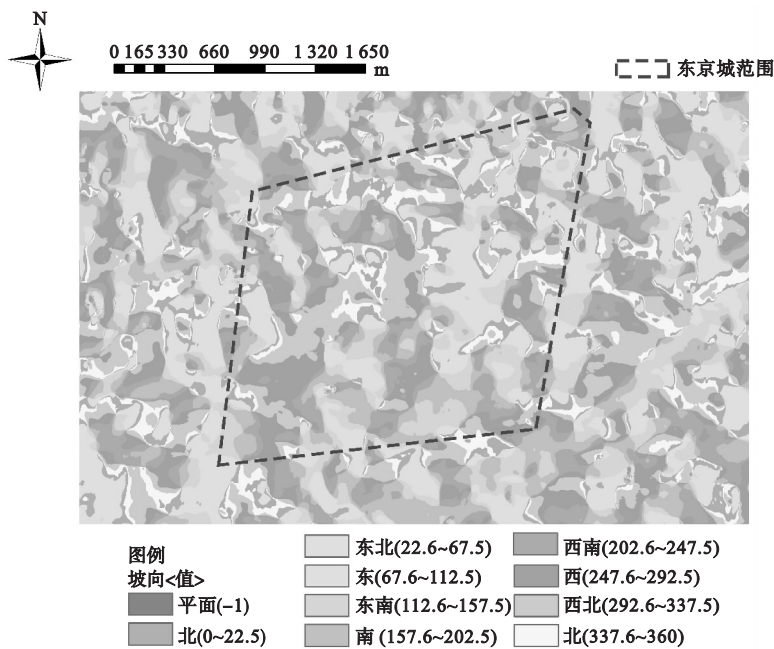 N
0 165 330 660 990 1 320 1 650
m
东京城范围
图例
坡向<值>
平面(-1)
北(0~22.5)
东北(22.6~67.5)
东(67.6~112.5)
东南(112.6~157.5)
南 (157.6~202.5)
西南(202.6~247.5)
西(247.6~292.5)
西北(292.6~337.5)
北(337.6~360)